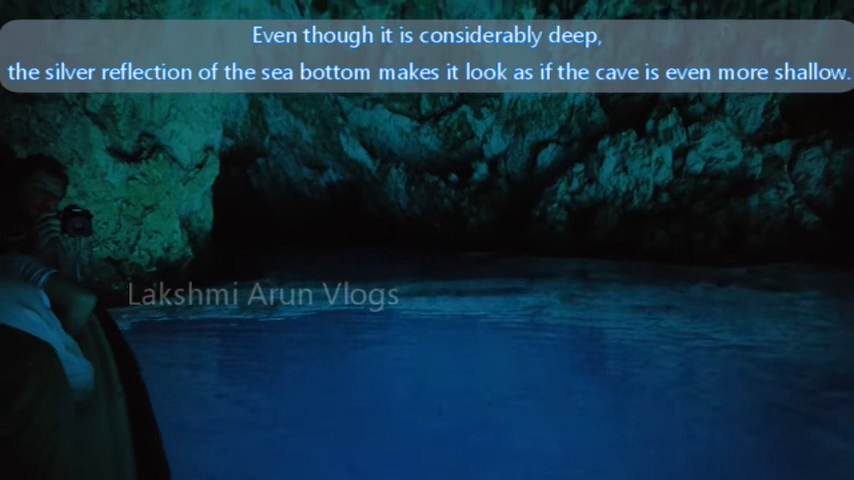 Even though it is considerably deep,
the silver reflection of the sea bottom makes it look as if the cave is even more shallow.
Lakshmi Arun Vlogs